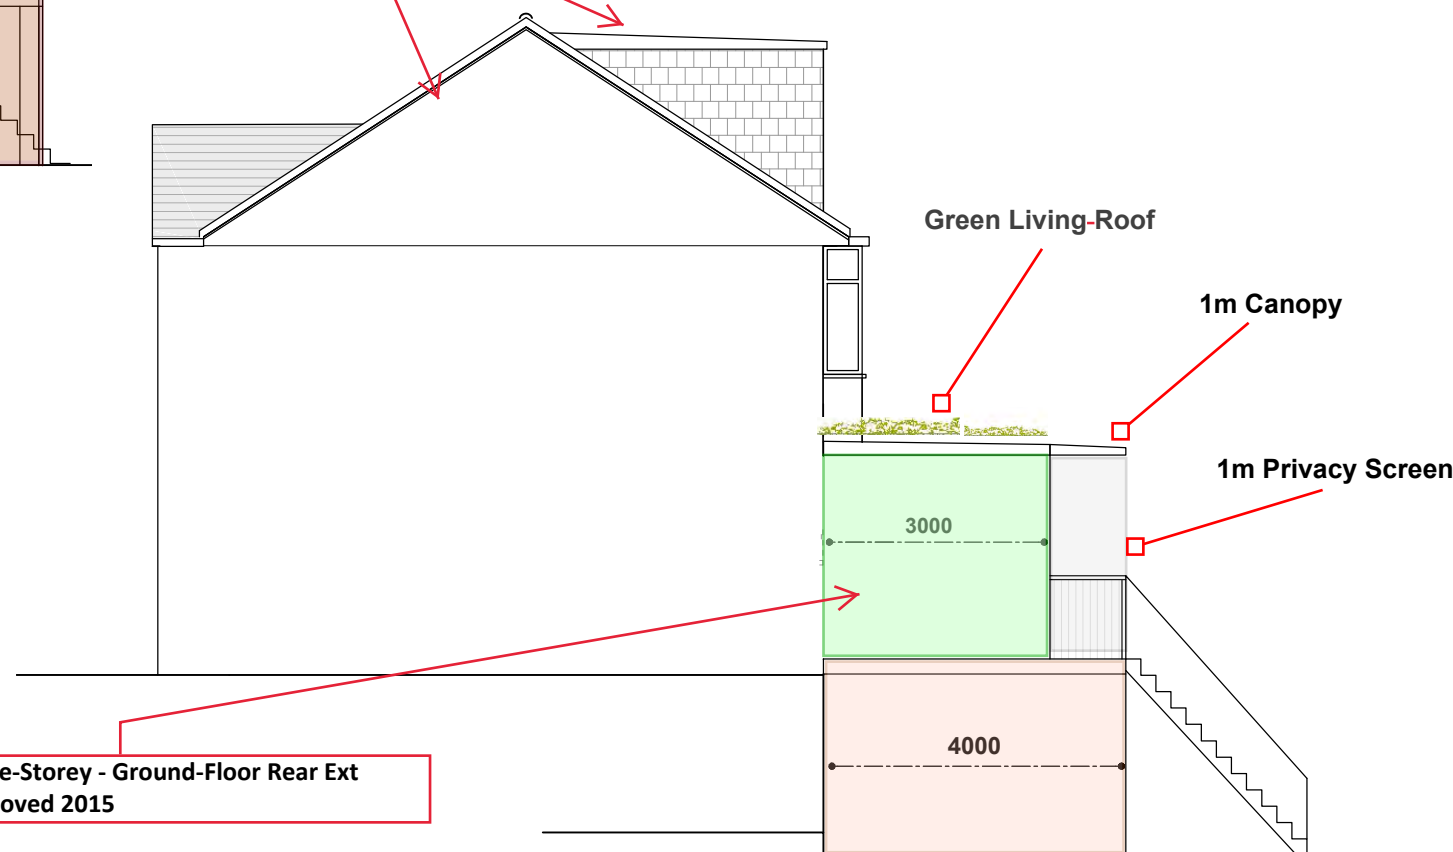 Green Living-Roof
1m Canopy
1m Privacy Screen
3000
4000
e-Storey - Ground-Floor Rear Ext
oved 2015